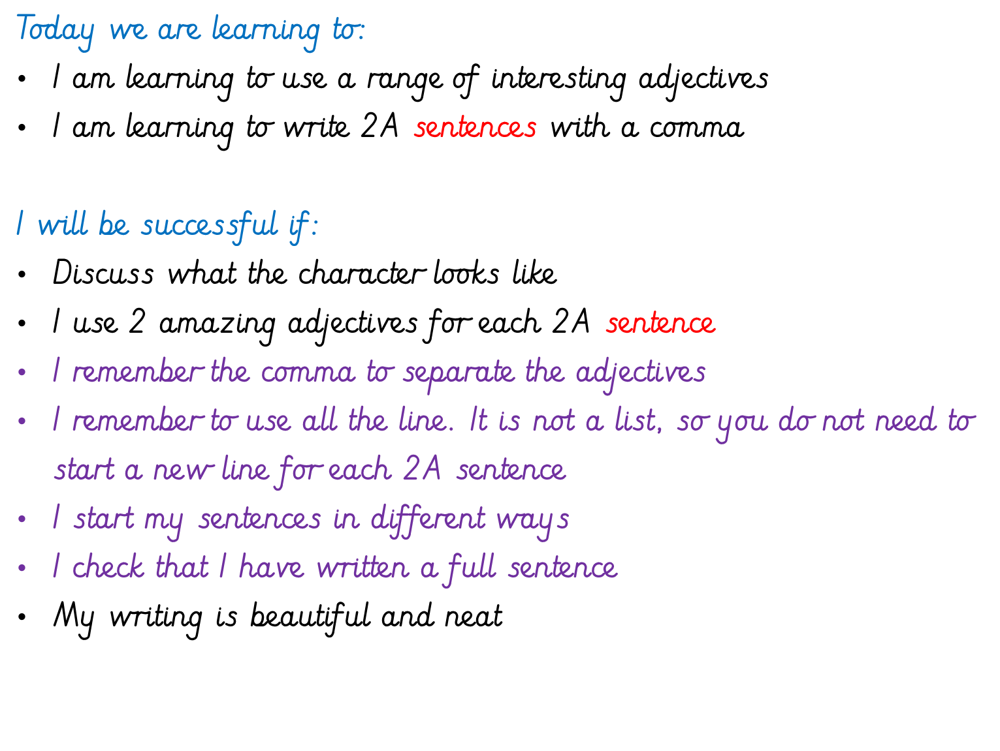 Today we are learning to:
• I am learning to use a range of interesting adjectives
• I am learning to write 2A sentences with a comma
I will be successful if:
• Discuss what the character looks like
• I use 2 amazing adjectives for each 2A sentence
• I remember the comma to separate the adjectives
• I remember to use all the line. It is not a list, so you do not need to
start a new line for each 2A sentence
• I start my sentences in different ways
• I check that I have written a full sentence
• My writing is beautiful and neat